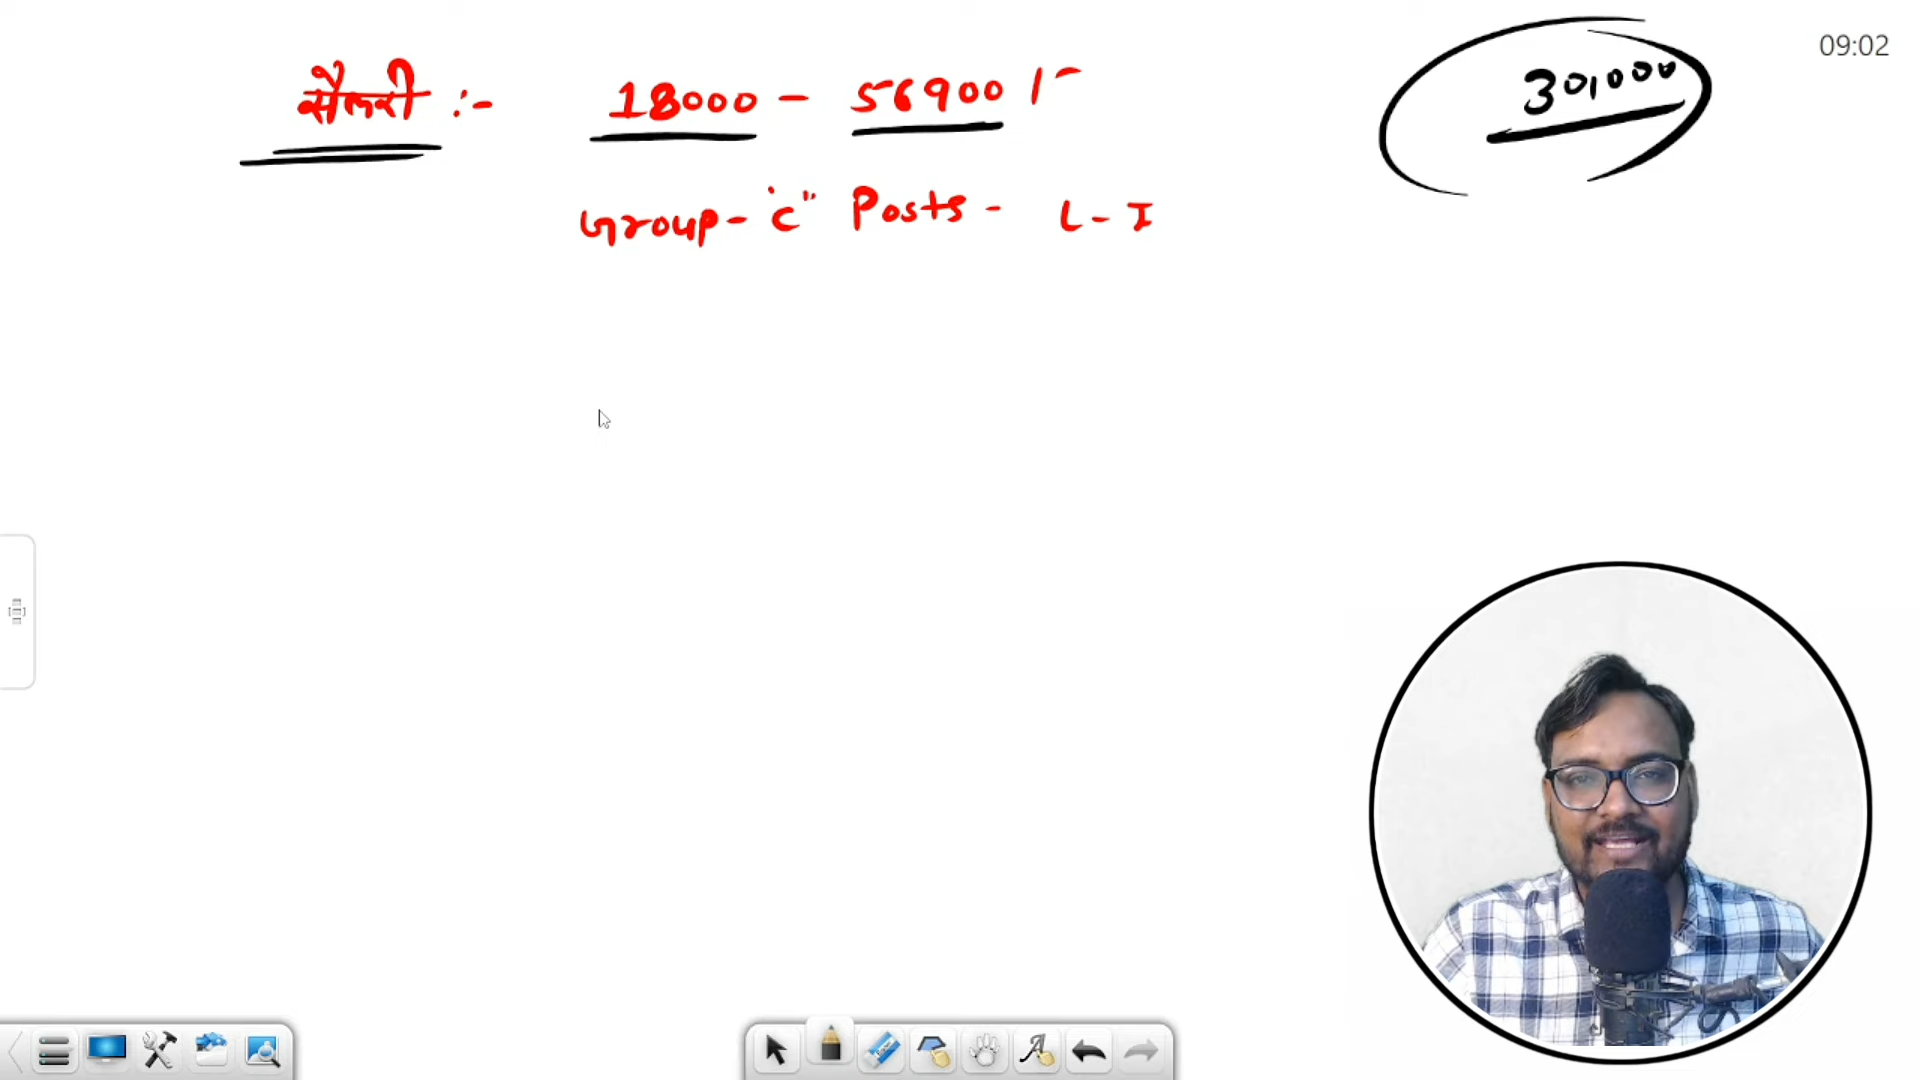 सैलरी :- 18000 - 56900/-
30,000
09:02
Group-"C" Posts - L-I